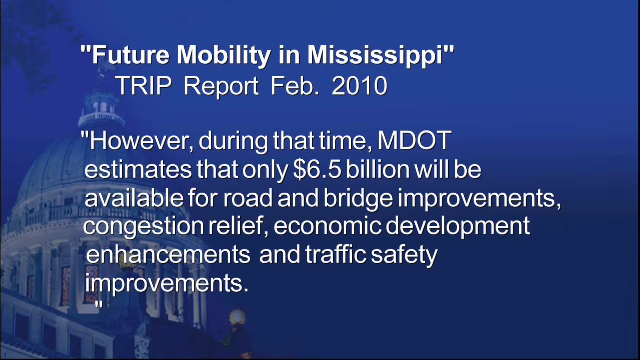 "Future Mobility in Mississippi"
TRIP Report Feb. 2010
"However, during that time, MDOT
estimates that only $6.5 billion will be
available for road and bridge improvements,
congestion relief, economic development
enhancements and traffic safety
improvements.
"